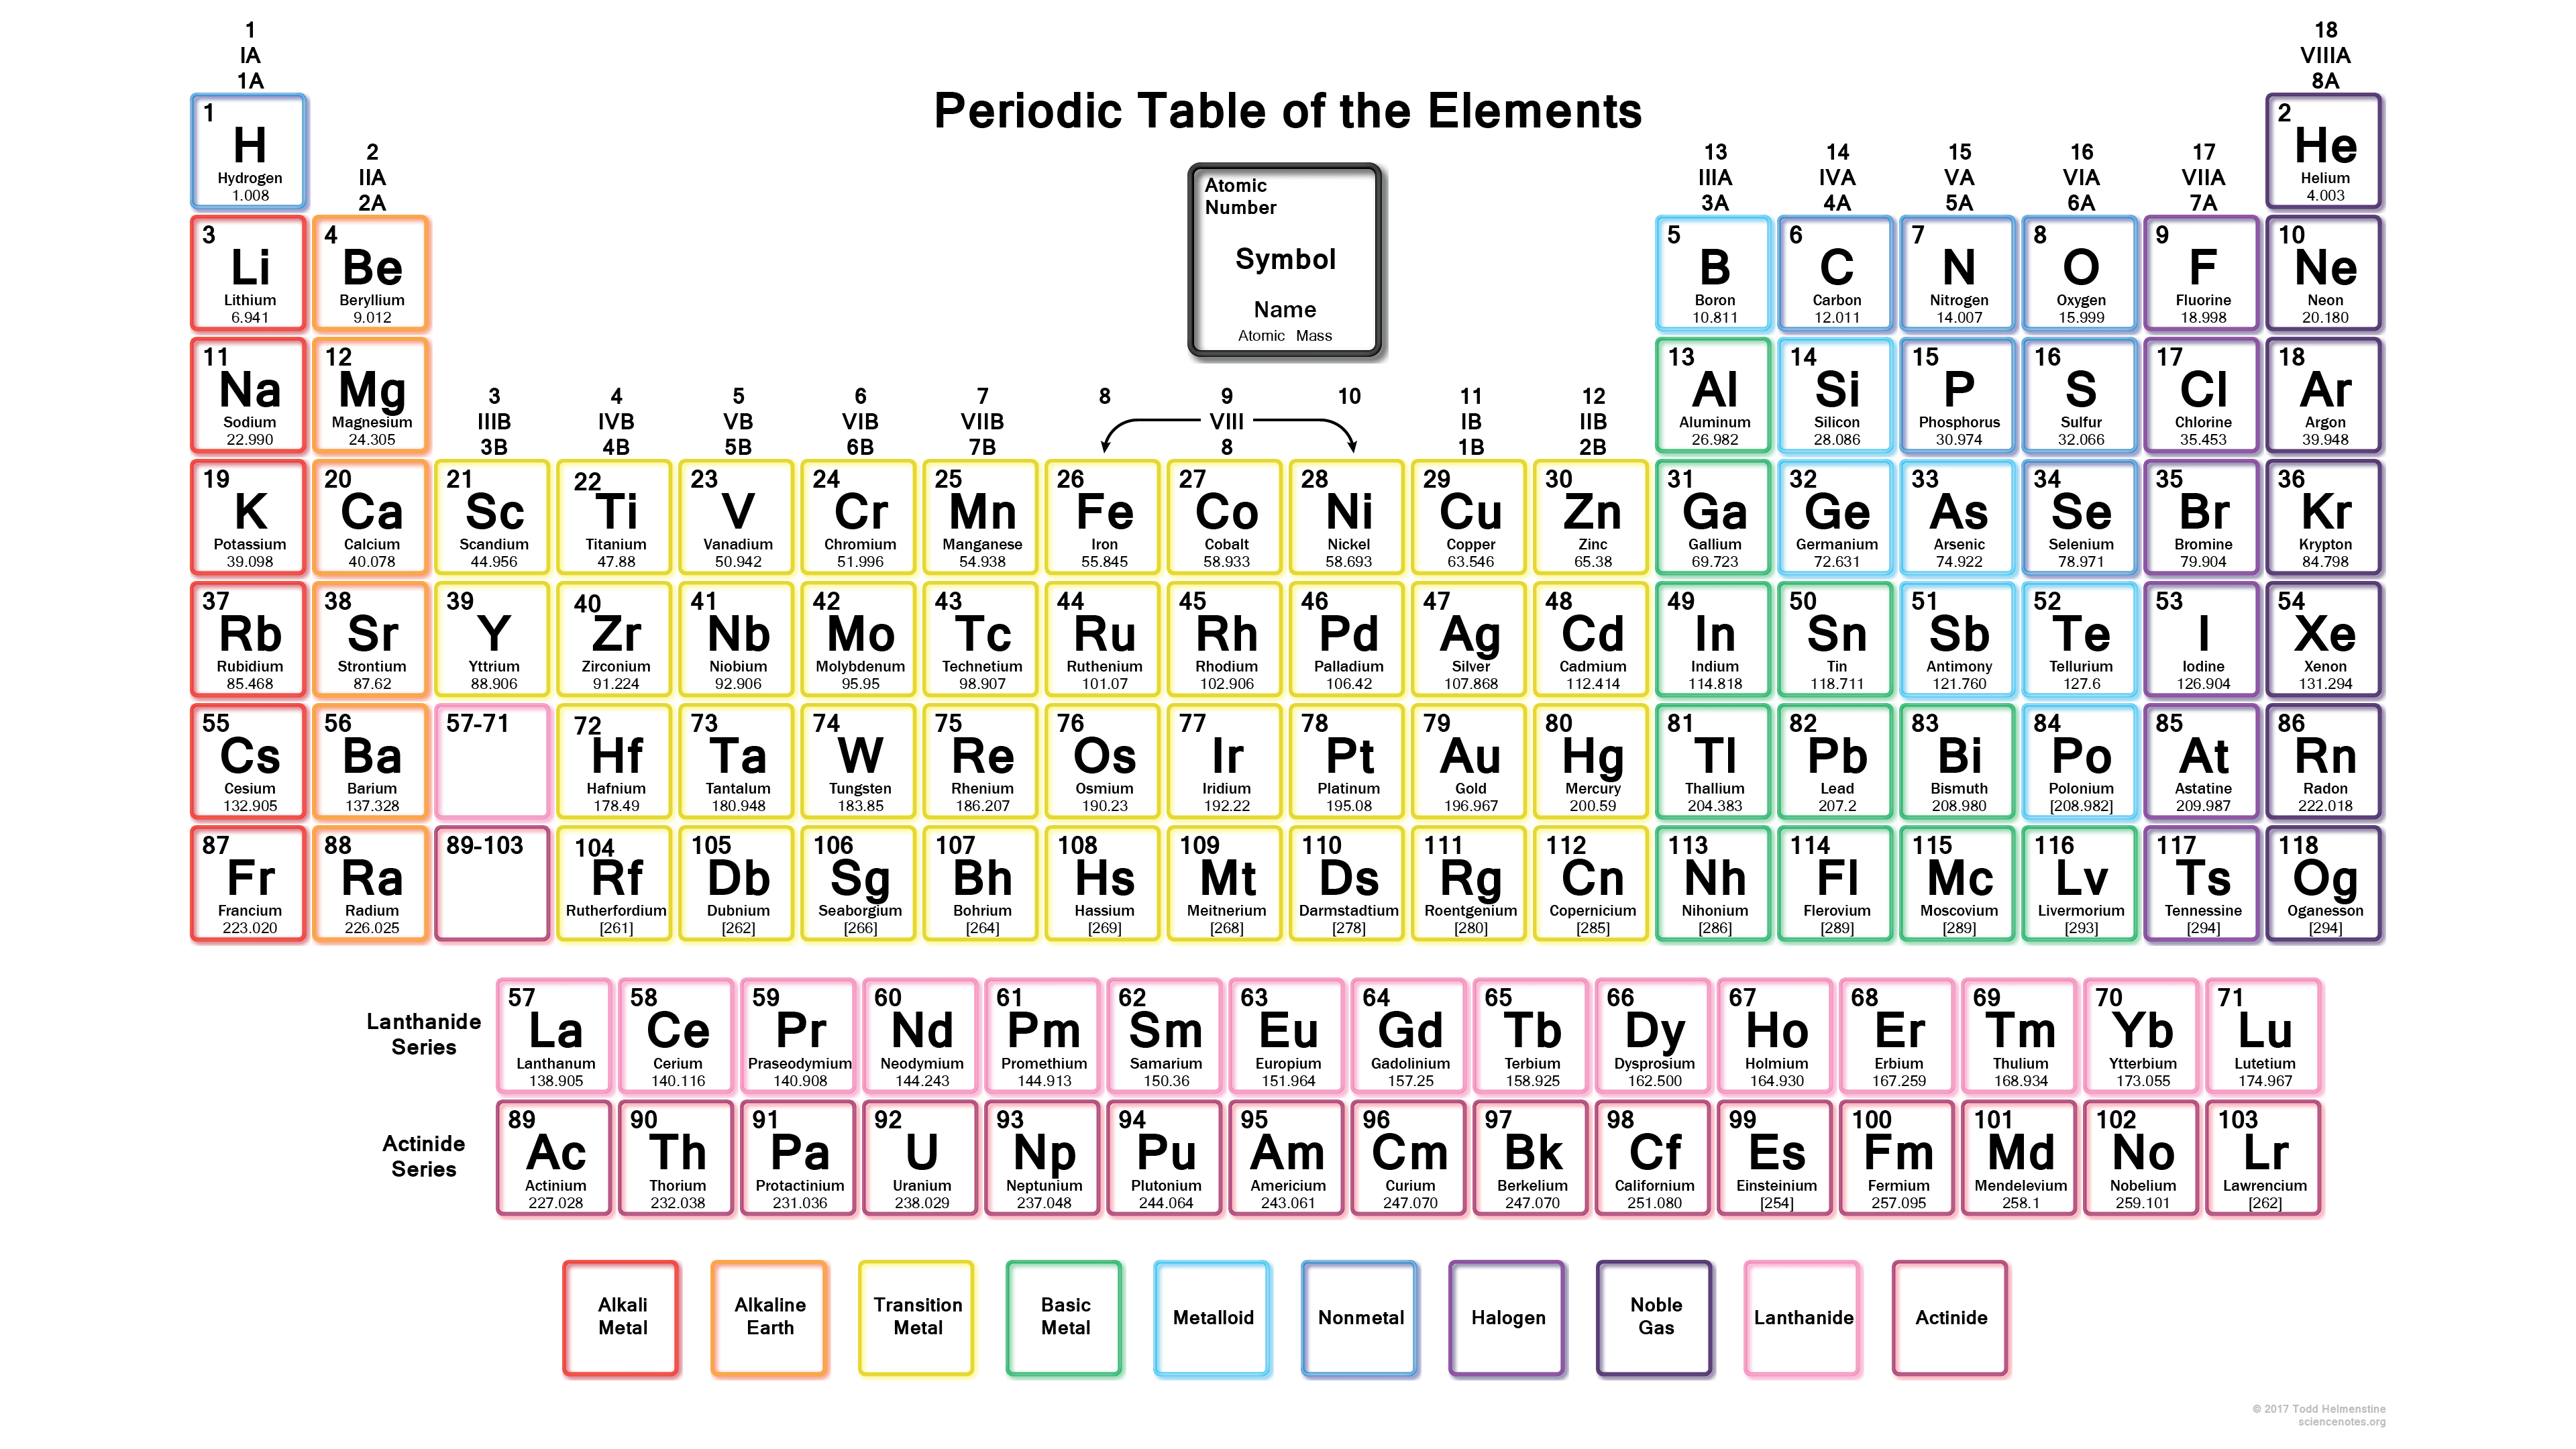 1
IA
1A
18
VIIIA
8A
Periodic Table of the Elements
1
H
Hydrogen
1.008
2
IIA
2A
13
IIIA
3A
14
IVA
4A
15
VA
5A
16
VIA
6A
17
VIIA
7A
2
He
Helium
4.003
Atomic
Number
Symbol
Name
Atomic Mass
3
Li
Lithium
6.941
4
Be
Beryllium
9.012
5
B
Boron
10.811
6
C
Carbon
12.011
7
N
Nitrogen
14.007
8
O
Oxygen
15.999
9
F
Fluorine
18.998
10
Ne
Neon
20.180
11
Na
Sodium
22.990
12
Mg
Magnesium
24.305
3
IIIB
3B
4
IVB
4B
5
VB
5B
6
VIB
6B
7
VIIB
7B
8
9
VIII
8
10
11
IB
1B
12
IIB
2B
13
Al
Aluminum
26.982
14
Si
Silicon
28.086
15
P
Phosphorus
30.974
16
S
Sulfur
32.066
17
Cl
Chlorine
35.453
18
Ar
Argon
39.948
19
K
Potassium
39.098
20
Ca
Calcium
40.078
21
Sc
Scandium
44.956
22
Ti
Titanium
47.88
23
V
Vanadium
50.942
24
Cr
Chromium
51.996
25
Mn
Manganese
54.938
26
Fe
Iron
55.845
27
Co
Cobalt
58.933
28
Ni
Nickel
58.693
29
Cu
Copper
63.546
30
Zn
Zinc
65.38
31
Ga
Gallium
69.723
32
Ge
Germanium
72.631
33
As
Arsenic
74.922
34
Se
Selenium
78.971
35
Br
Bromine
79.904
36
Kr
Krypton
84.798
37
Rb
Rubidium
85.468
38
Sr
Strontium
87.62
39
Y
Yttrium
88.906
40
Zr
Zirconium
91.224
41
Nb
Niobium
92.906
42
Mo
Molybdenum
95.95
43
Tc
Technetium
98.907
44
Ru
Ruthenium
101.07
45
Rh
Rhodium
102.906
46
Pd
Palladium
106.42
47
Ag
Silver
107.868
48
Cd
Cadmium
112.414
49
In
Indium
114.818
50
Sn
Tin
118.711
51
Sb
Antimony
121.760
52
Te
Tellurium
127.6
53
I
Iodine
126.904
54
Xe
Xenon
131.294
55
Cs
Cesium
132.905
56
Ba
Barium
137.328
57-71
72
Hf
Hafnium
178.49
73
Ta
Tantalum
180.948
74
W
Tungsten
183.85
75
Re
Rhenium
186.207
76
Os
Osmium
190.23
77
Ir
Iridium
192.22
78
Pt
Platinum
195.08
79
Au
Gold
196.967
80
Hg
Mercury
200.59
81
Tl
Thallium
204.383
82
Pb
Lead
207.2
83
Bi
Bismuth
208.980
84
Po
Polonium
[208.982]
85
At
Astatine
209.987
86
Rn
Radon
222.018
87
Fr
Francium
223.020
88
Ra
Radium
226.025
89-103
104
Rf
Rutherfordium
[261]
105
Db
Dubnium
[262]
106
Sg
Seaborgium
[266]
107
Bh
Bohrium
[264]
108
Hs
Hassium
[269]
109
Mt
Meitnerium
[268]
110
Ds
Darmstadtium
[278]
111
Rg
Roentgenium
[280]
112
Cn
Copernicium
[285]
113
Nh
Nihonium
[286]
114
Fl
Flerovium
[289]
115
Mc
Moscovium
[289]
116
Lv
Livermorium
[293]
117
Ts
Tennessine
[294]
118
Og
Oganesson
[294]
Lanthanide
Series
57
La
Lanthanum
138.905
58
Ce
Cerium
140.116
59
Pr
Praseodymium
140.908
60
Nd
Neodymium
144.243
61
Pm
Promethium
144.913
62
Sm
Samarium
150.36
63
Eu
Europium
151.964
64
Gd
Gadolinium
157.25
65
Tb
Terbium
158.925
66
Dy
Dysprosium
162.500
67
Ho
Holmium
164.930
68
Er
Erbium
167.259
69
Tm
Thulium
168.934
70
Yb
Ytterbium
173.055
71
Lu
Lutetium
174.967
Actinide
Series
89
Ac
Actinium
227.028
90
Th
Thorium
232.038
91
Pa
Protactinium
231.036
92
U
Uranium
238.029
93
Np
Neptunium
237.048
94
Pu
Plutonium
244.064
95
Am
Americium
243.061
96
Cm
Curium
247.070
97
Bk
Berkelium
247.070
98
Cf
Californium
251.080
99
Es
Einsteinium
[254]
100
Fm
Fermium
257.095
101
Md
Mendelevium
258.1
102
No
Nobelium
259.101
103
Lr
Lawrencium
[262]
Alkali
Metal
Alkaline
Earth
Transition
Metal
Basic
Metal
Metalloid
Nonmetal
Halogen
Noble
Gas
Lanthanide
Actinide
© 2017 Todd Helmenstine
sciencenotes.org